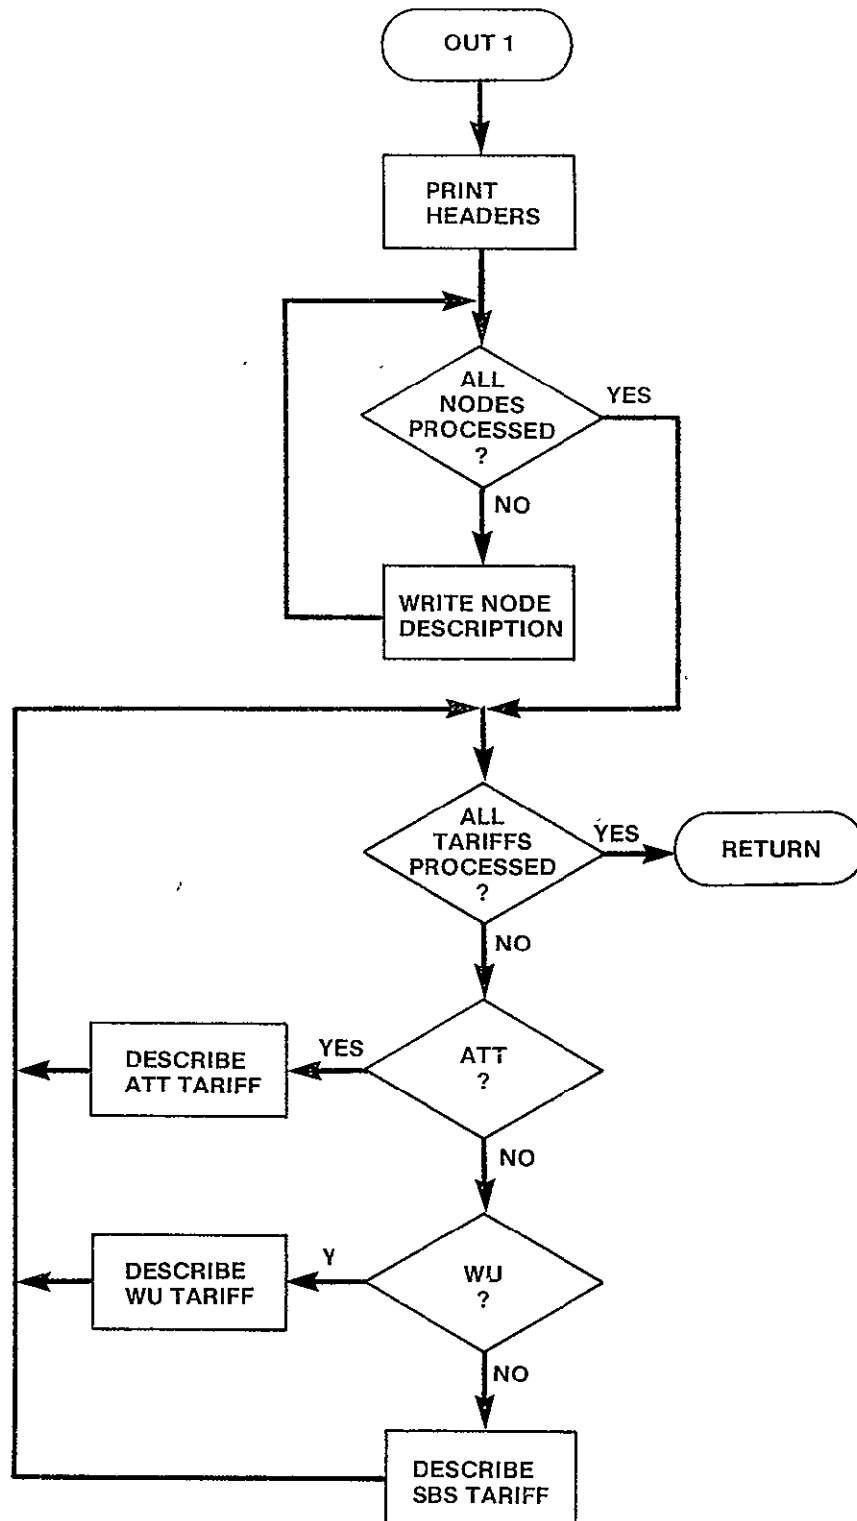 OUT 1
PRINT
HEADERS
ALL
NODES
PROCESSED
?
YES
NO
WRITE NODE
DESCRIPTION
ALL
TARIFFS
PROCESSED
?
YES
RETURN
NO
ATT
?
YES
DESCRIBE
ATT TARIFF
NO
WU
?
Y
DESCRIBE
WU TARIFF
NO
DESCRIBE
SBS TARIFF